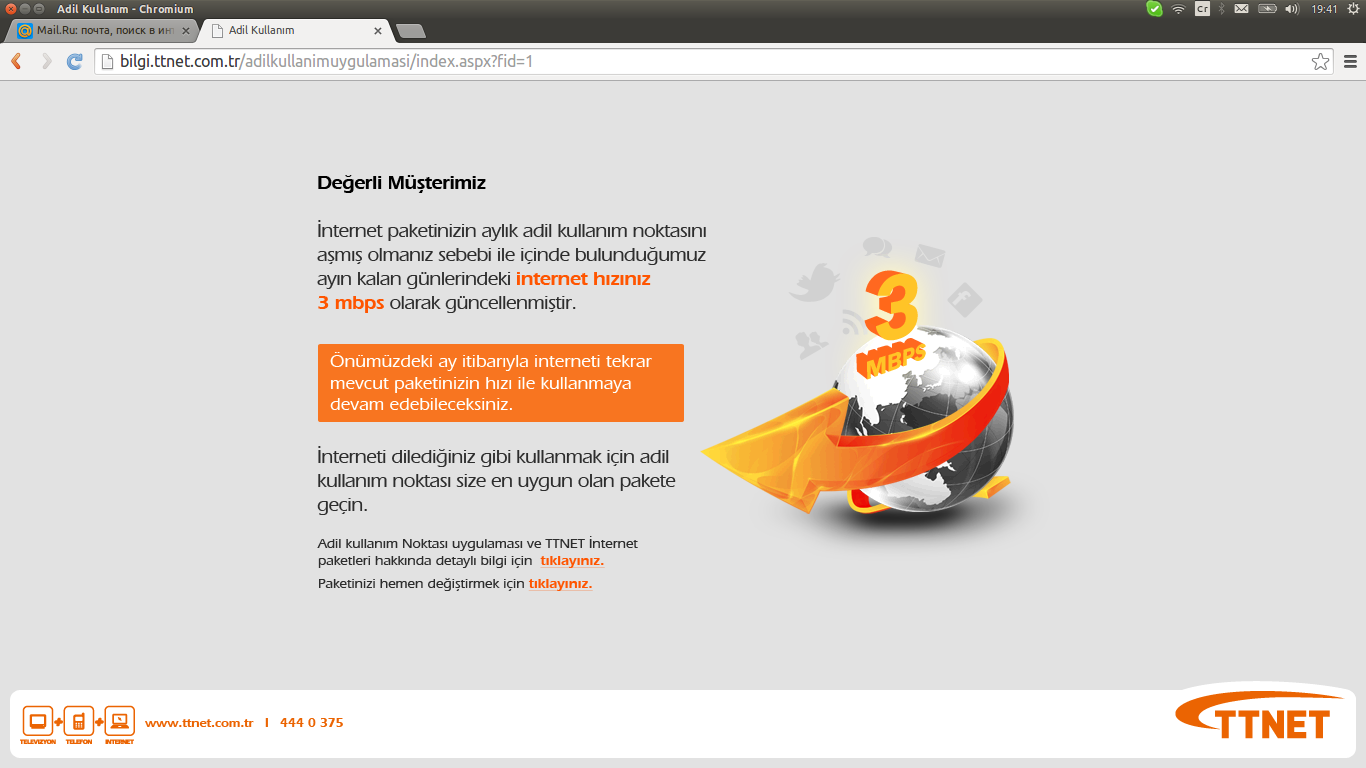 Adil Kullanım - Chromium
Cr
19:41
Mail.Ru: почта, поиск в инт
Adil Kullanım
bilgi.ttnet.com.tr/adilkullanimuygulamasi/index.aspx?fid=1
Değerli Müşterimiz
İnternet paketinizin aylık adil kullanım noktasını
aşmış olmanız sebebi ile içinde bulunduğumuz
ayın kalan günlerindeki internet hızınız
3 mbps olarak güncellenmiştir.
3
MBPS
Önümüzdeki ay itibarıyla interneti tekrar
mevcut paketinizin hızı ile kullanmaya
devam edebileceksiniz.
İnterneti dilediğiniz gibi kullanmak için adil
kullanım noktası size en uygun olan pakete
geçin.
Adil kullanım Noktası uygulaması ve TTNET İnternet
paketleri hakkında detaylı bilgi için tıklayınız.
Paketinizi hemen değiştirmek için tıklayınız.
TELEVİZYON TELEFON İNTERNET
www.ttnet.com.tr I 444 0 375
TTNET